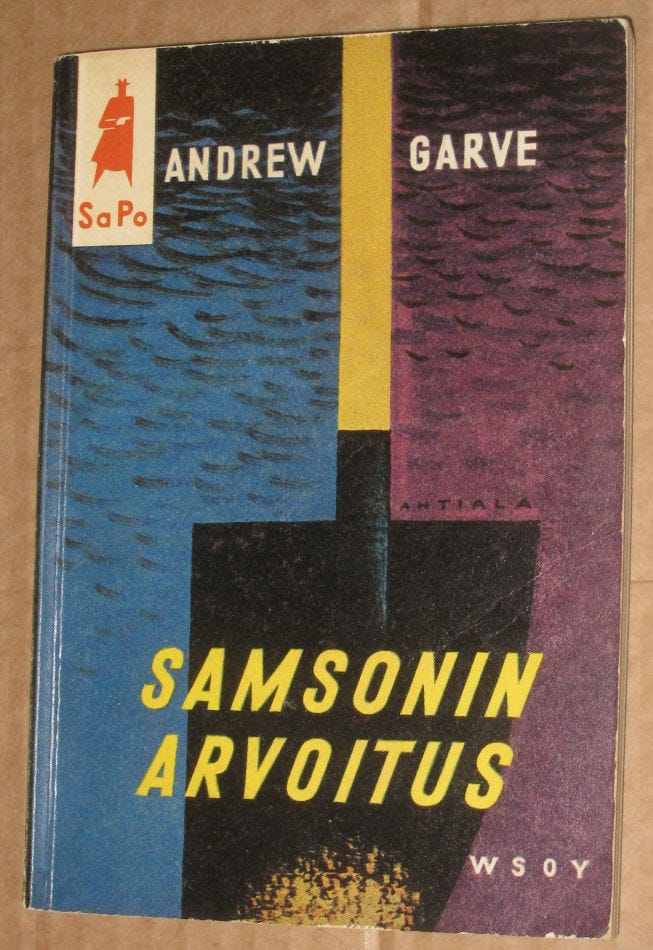 SaPo
ANDREW GARVE
AHTIALA
SAMSONIN
ARVOITUS
WSOY